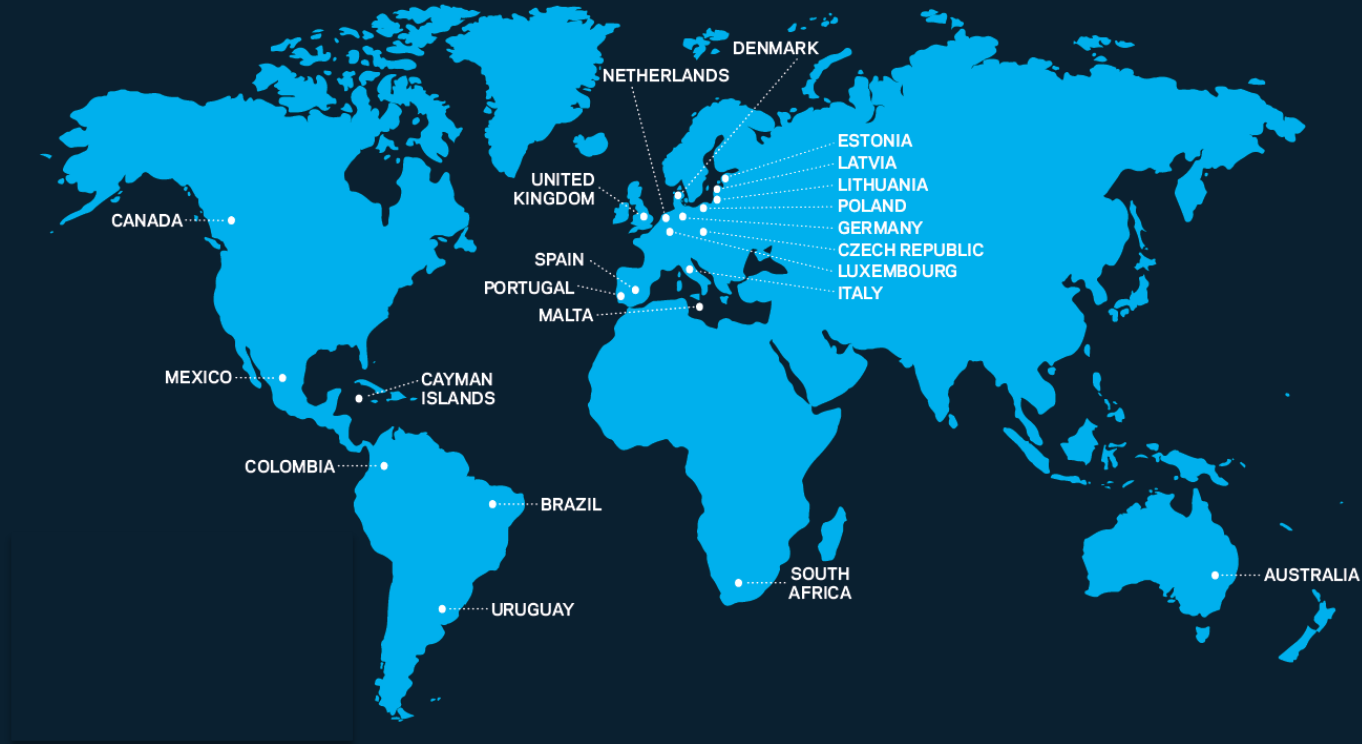 DENMARK
NETHERLANDS
ESTONIA
LATVIA
UNITED
KINGDOM
LITHUANIA
POLAND
CANADA
GERMANY
CZECH REPUBLIC
SPAIN
LUXEMBOURG
PORTUGAL
ITALY
MALTA
MEXICO
CAYMAN
ISLANDS
COLOMBIA
BRAZIL
SOUTH
AFRICA
AUSTRALIA
URUGUAY